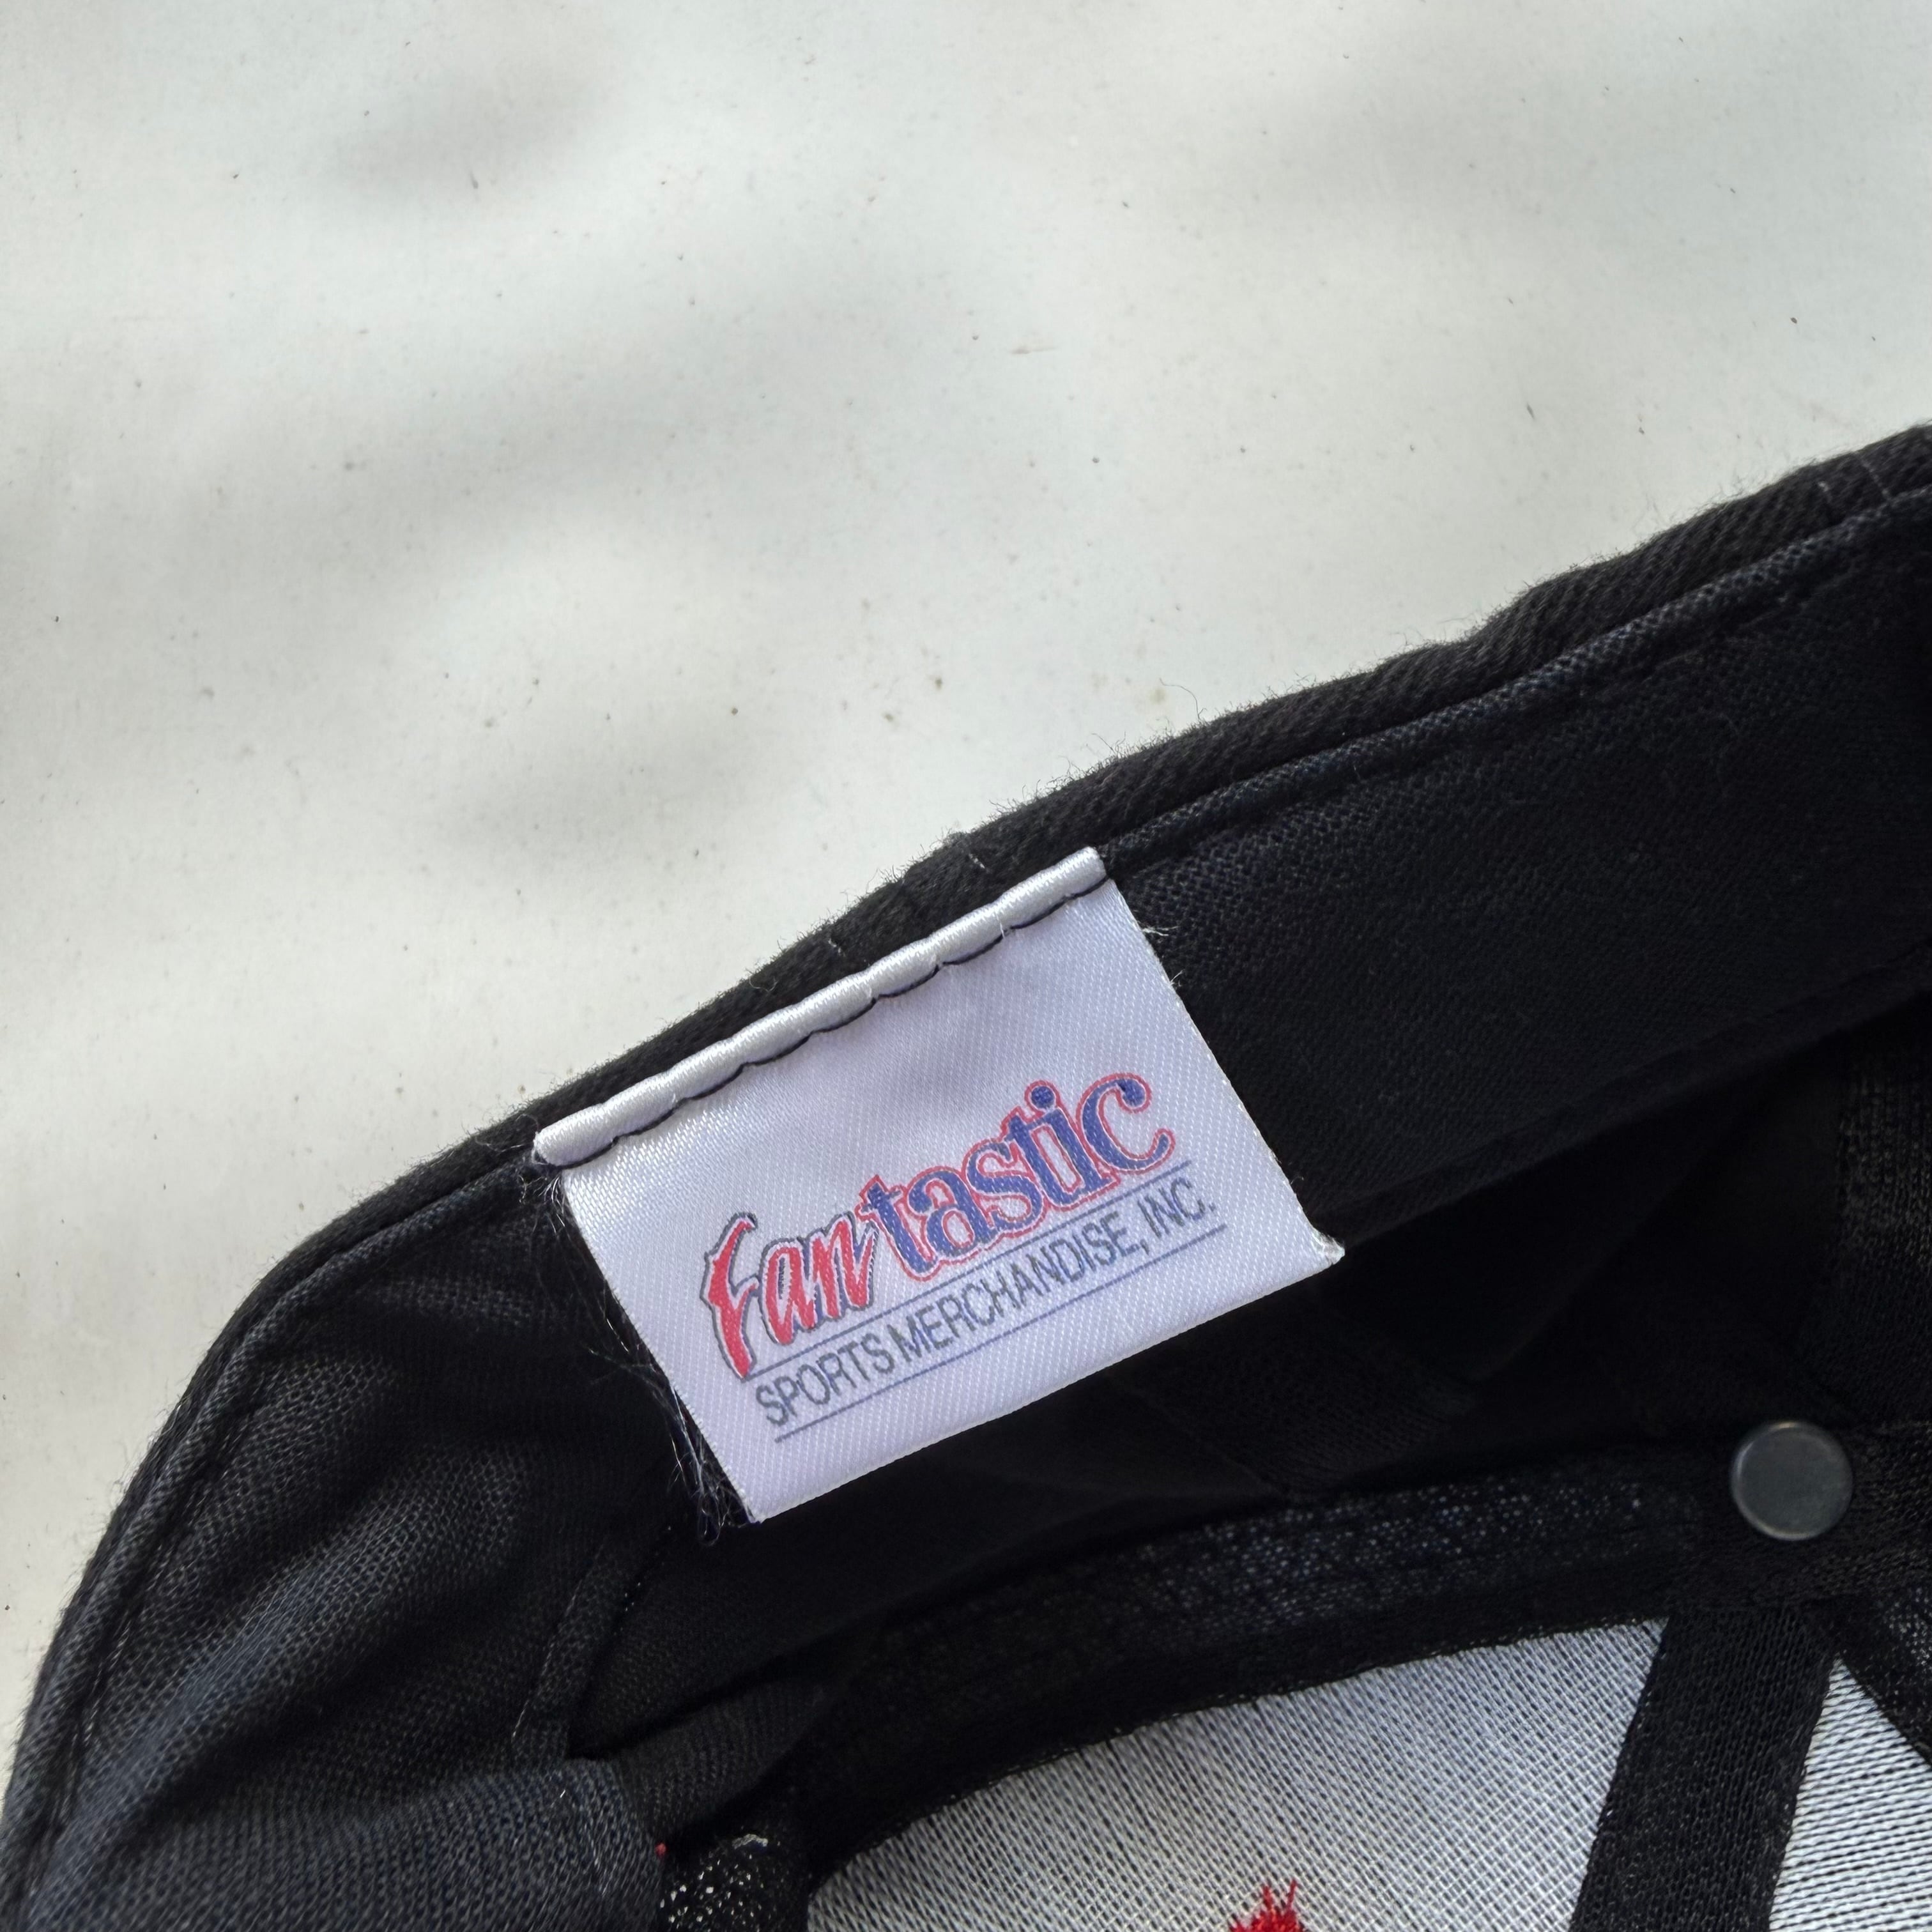 Fantastic
SPORTS MERCHANDISE, INC.